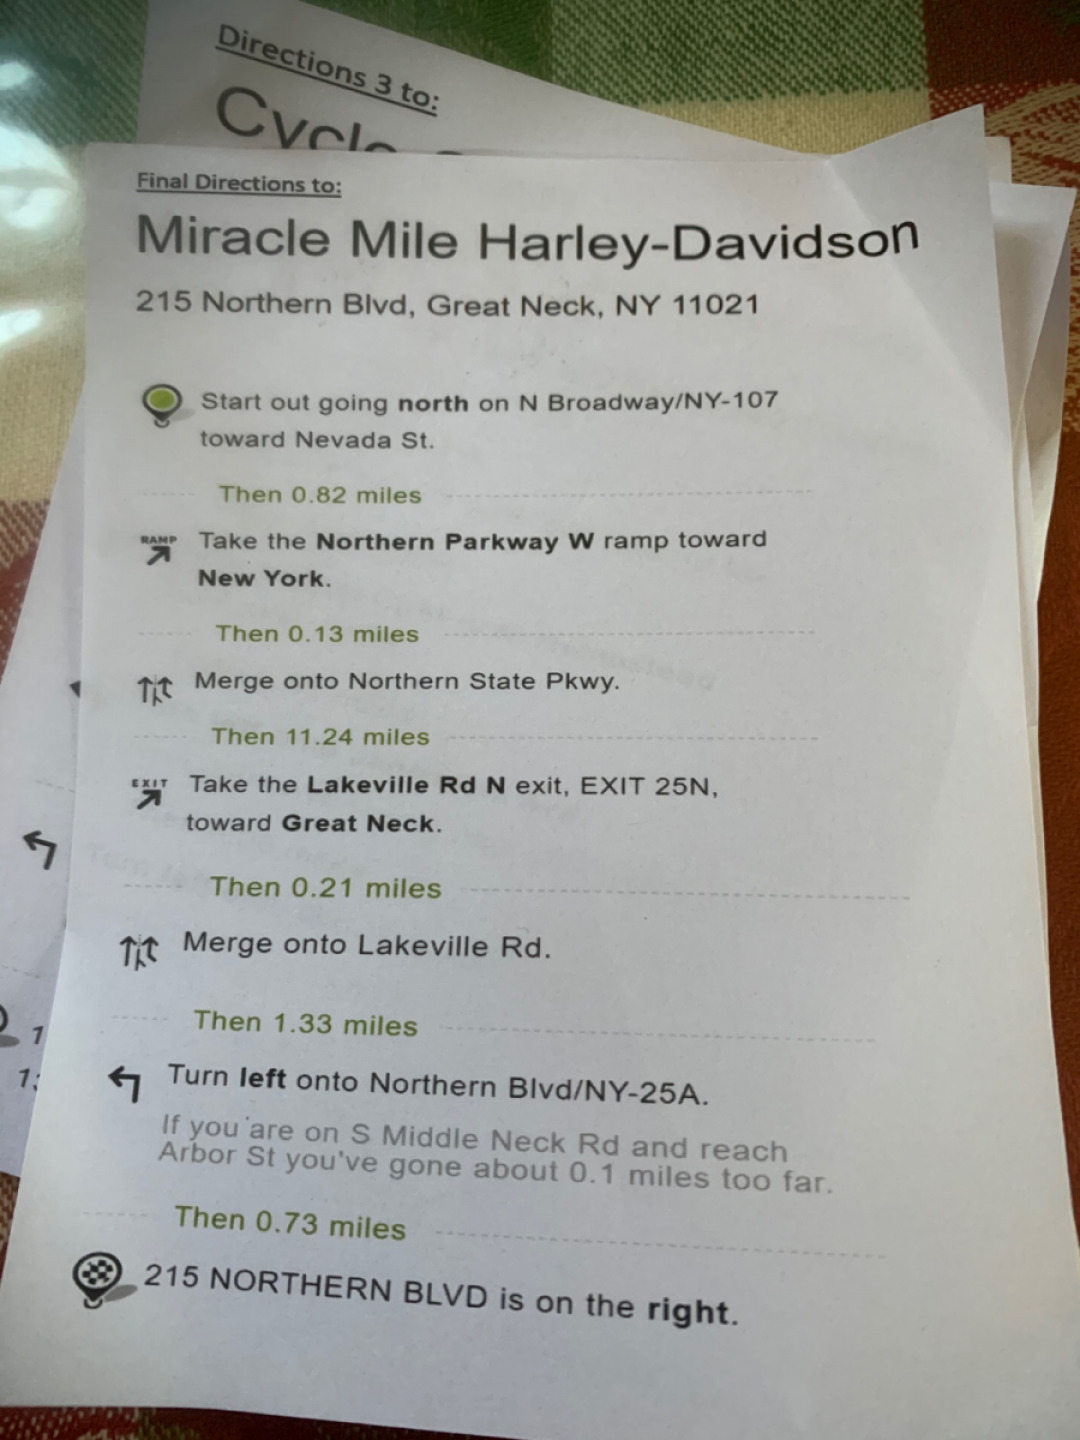 Directions 3 to:
Cycle
Final Directions to:
Miracle Mile Harley-Davidson
215 Northern Blvd, Great Neck, NY 11021
Start out going north on N Broadway/NY-107
toward Nevada St.
Then 0.82 miles
RAMP
Take the Northern Parkway W ramp toward
New York.
Then 0.13 miles
Merge onto Northern State Pkwy.
Then 11.24 miles
EXIT
Take the Lakeville Rd N exit, EXIT 25N,
toward Great Neck.
Then 0.21 miles
Merge onto Lakeville Rd.
Then 1.33 miles
Turn left onto Northern Blvd/NY-25A.
If you are on S Middle Neck Rd and reach
Arbor St you've gone about 0.1 miles too far.
Then 0.73 miles
215 NORTHERN BLVD is on the right.